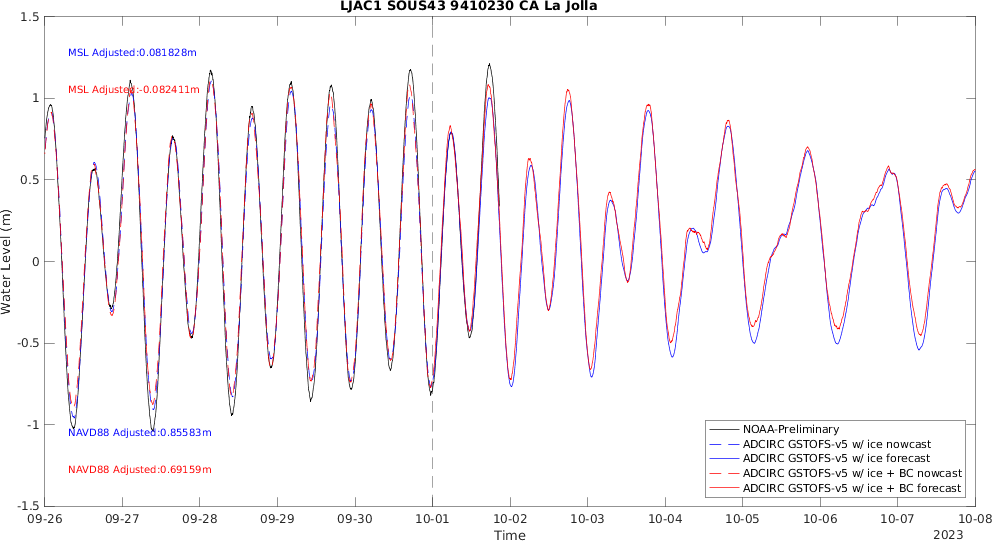 LJAC1 SOUS43 9410230 CA La Jolla
1.5
MSL Adjusted:0.081828m
MSL Adjusted:-0.082411m
1
0.5
0
-0.5
-1
-1.5
Water Level (m)
NAVD88 Adjusted:0.85583m
NAVD88 Adjusted:0.69159m
NOAA-Preliminary
ADCIRC GSTOFS-v5 w/ ice nowcast
ADCIRC GSTOFS-v5 w/ ice forecast
ADCIRC GSTOFS-v5 w/ ice + BC nowcast
ADCIRC GSTOFS-v5 w/ ice + BC forecast
09-26 09-27 09-28 09-29 09-30 10-01 10-02 10-03 10-04 10-05 10-06 10-07 10-08
Time
2023